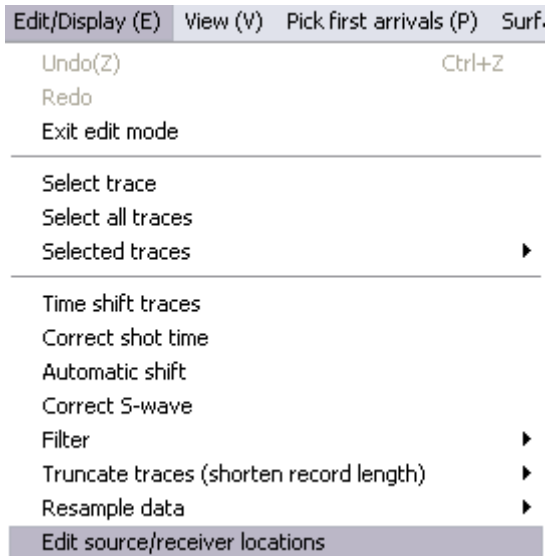 Edit/Display (E) View (V) Pick first arrivals (P) Surf
Undo(Z) Ctrl+Z
Redo
Exit edit mode
Select trace
Select all traces
Selected traces
Time shift traces
Correct shot time
Automatic shift
Correct S-wave
Filter
Truncate traces (shorten record length)
Resample data
Edit source/receiver locations